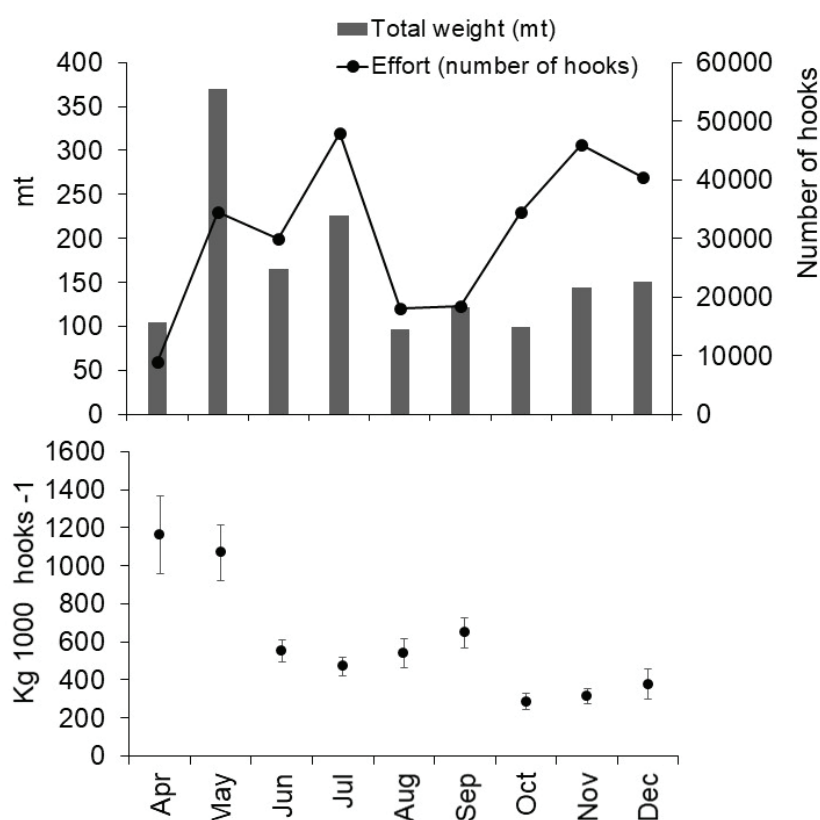 Total weight (mt)
Effort (number of hooks)
400
350
300
250
200
150
100
50
0
mt
60000
50000
40000
30000
20000
10000
0
Number of hooks
1600
1400
1200
1000
800
600
400
200
0
Kg 1000 hooks -1
Apr
May
Jun
Jul
Aug
Sep
Oct
Nov
Dec